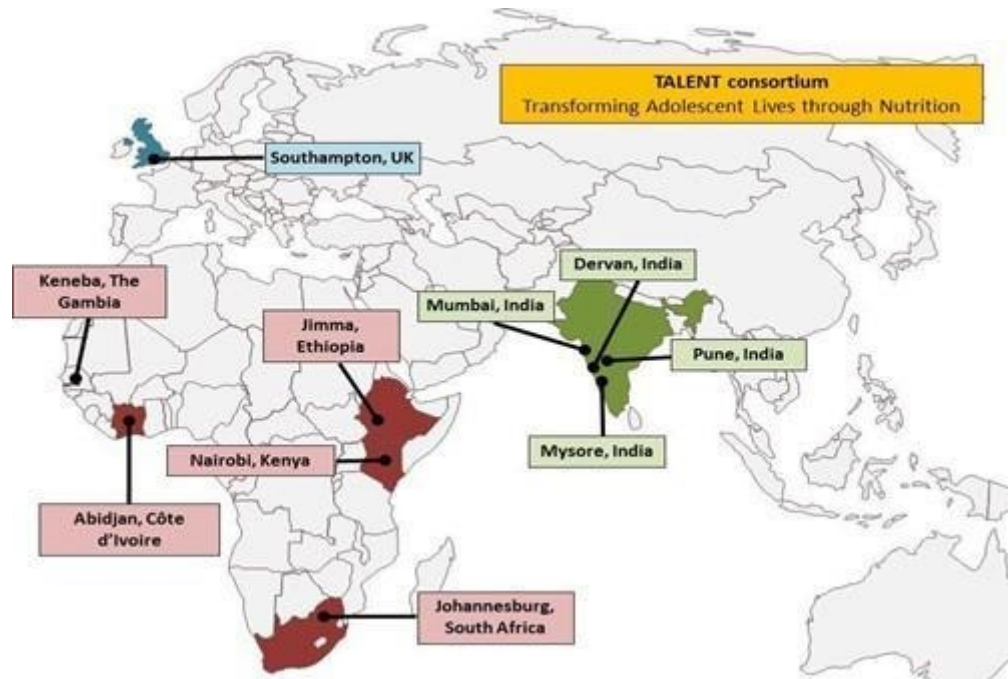 TALENT consortium
Transforming Adolescent Lives through Nutrition
Southampton, UK
Dervan, India
Keneba, The
Gambia
Mumbai, India
Jimma,
Ethiopia
Pune, India
Nairobi, Kenya
Mysore, India
Abidjan, Côte
d'Ivoire
Johannesburg,
South Africa